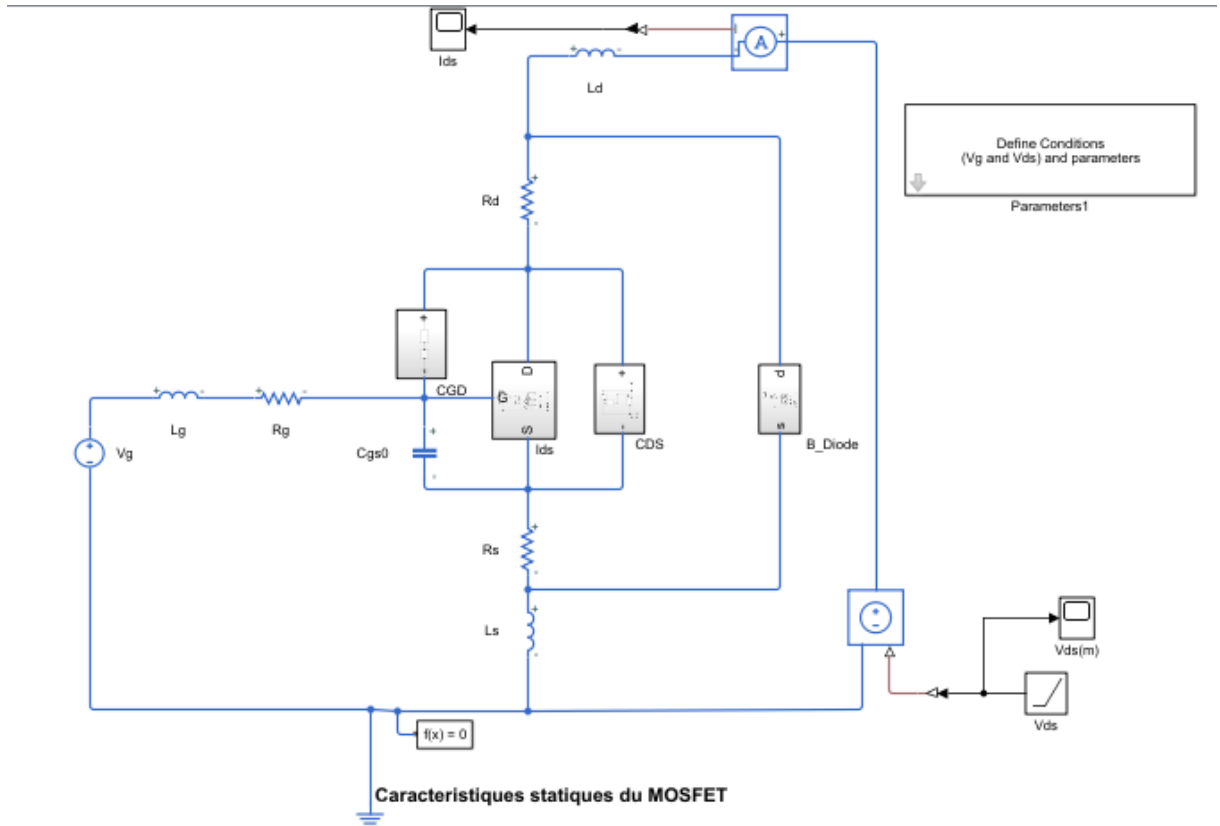 Ids
A
Ld
Define Conditions
(Vg and Vds) and parameters
Parameters1
Rd
CGD
D
G
S
Ids
CDS
P
s
B_Diode
Lg
Rg
Vg
Cgs0
Rs
Ls
Vds(m)
Vds
f(x) = 0
Caracteristiques statiques du MOSFET